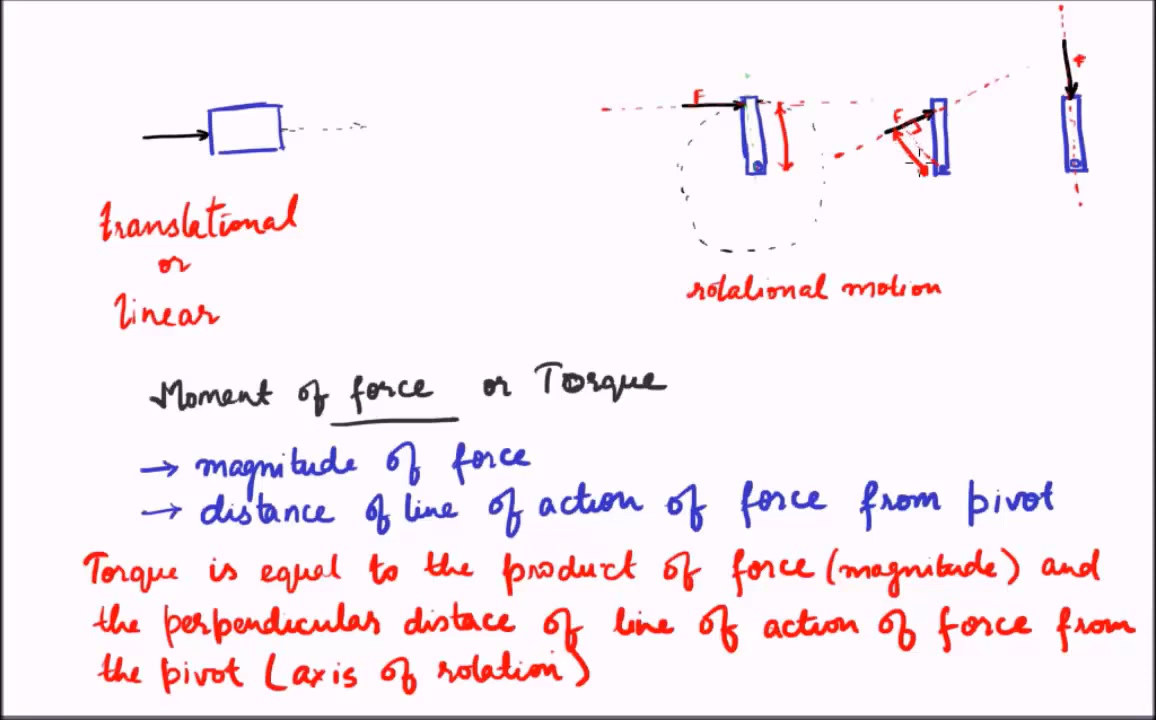 F
F
F
translational
or
linear
rotational motion
Moment of force or Torque
→ magnitude of force
→ distance of line of action of force from pivot
Torque is equal to the product of force (magnitude) and
the perpendicular distace of line of action of force from
the pivot (axis of rotation)